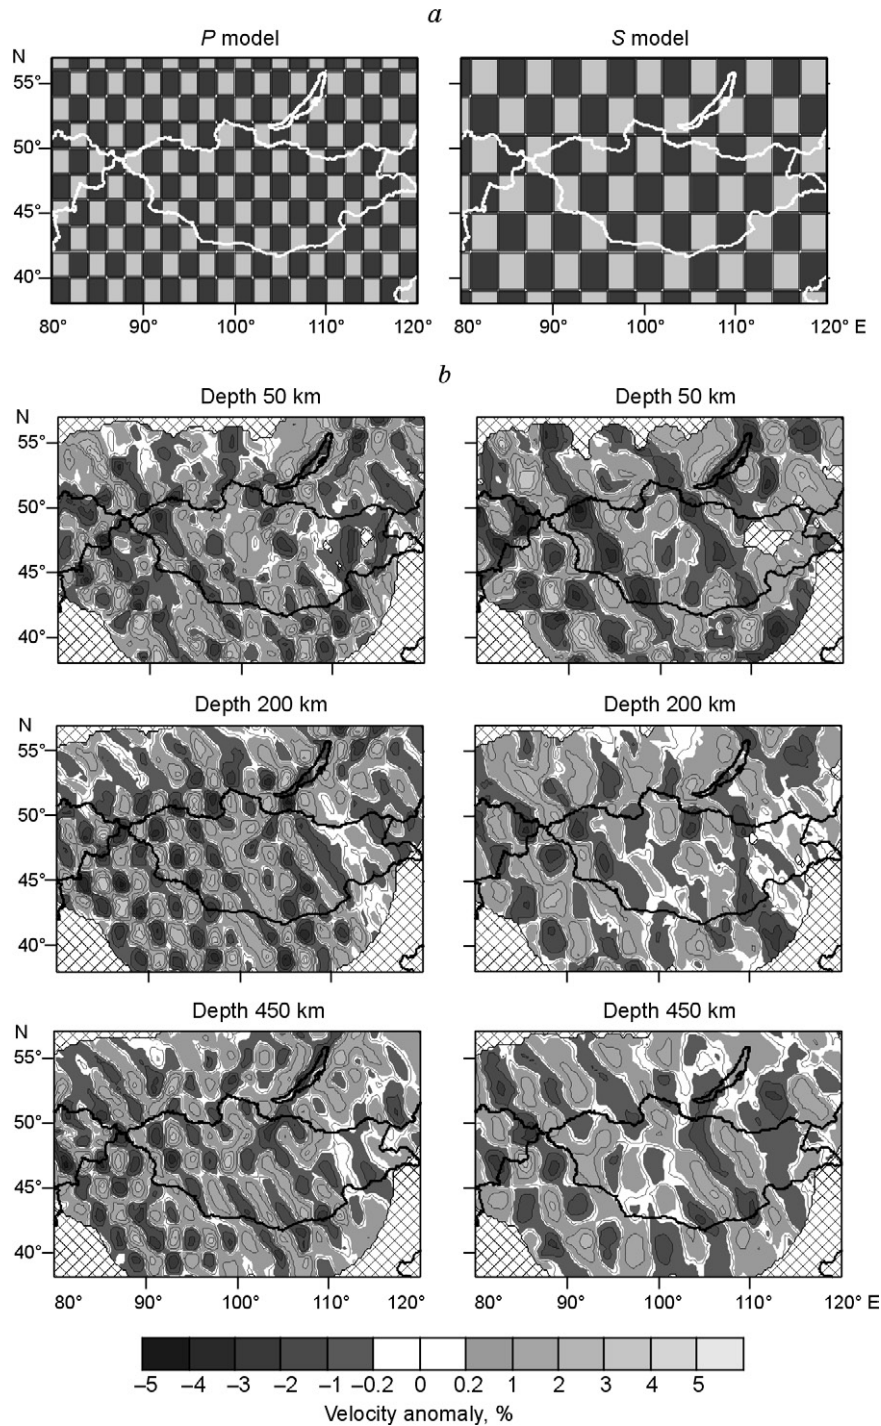 a
P model S model
N
55°
50°
45°
40°
80° 90° 100° 110° 120° 80° 90° 100° 110° 120° E
b
Depth 50 km Depth 50 km
N
55°
50°
45°
40°
Depth 200 km Depth 200 km
N
55°
50°
45°
40°
Depth 450 km Depth 450 km
N
55°
50°
45°
40°
80° 90° 100° 110° 120° 80° 90° 100° 110° 120° E
–5 –4 –3 –2 –1 –0.2 0 0.2 1 2 3 4 5
Velocity anomaly, %